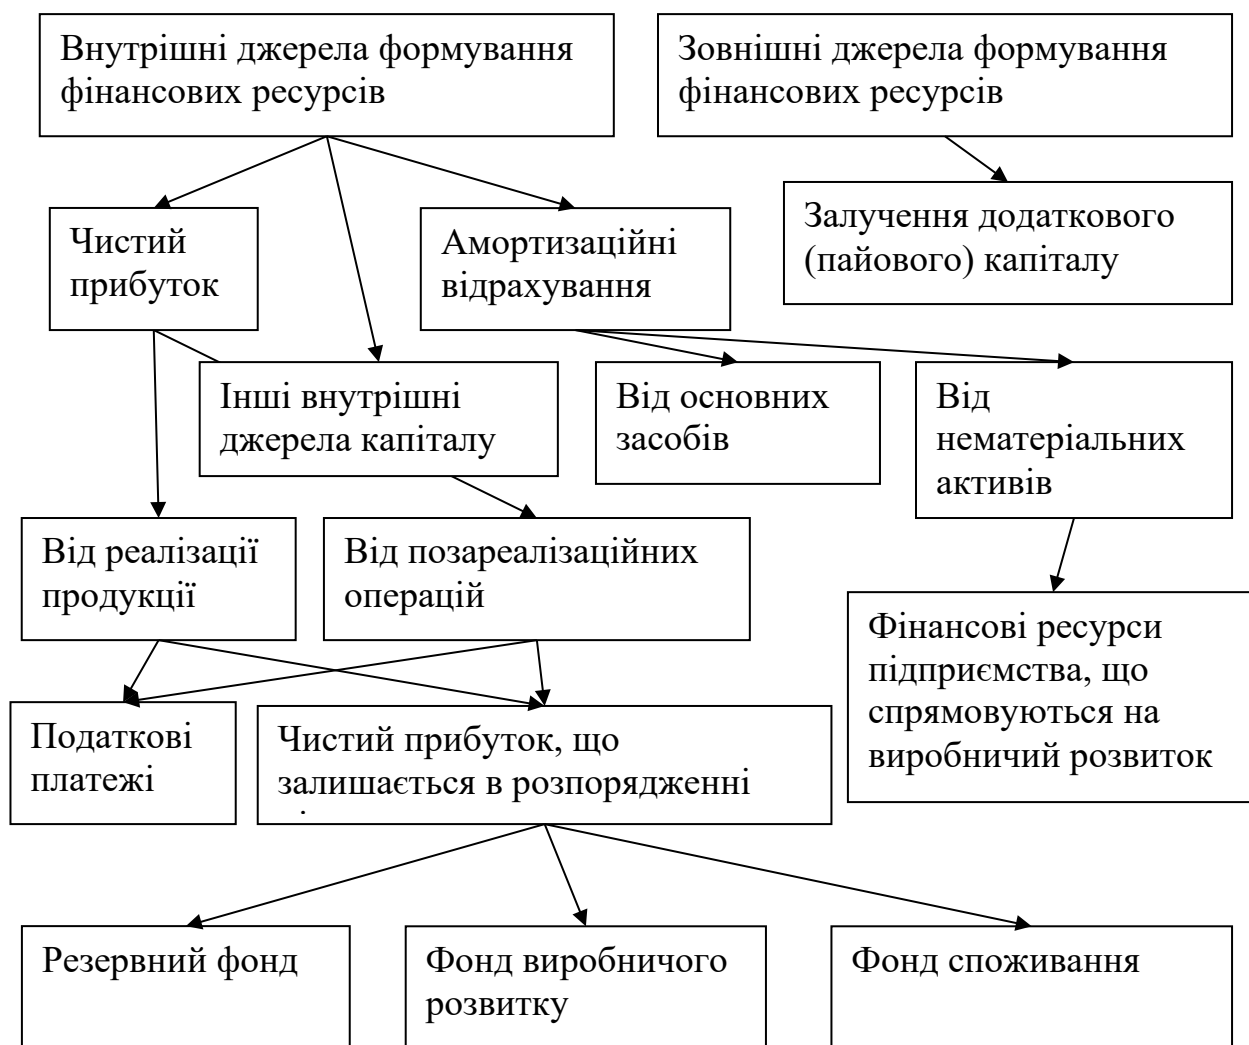 Внутрішні джерела формування
фінансових ресурсів
Зовнішні джерела формування
фінансових ресурсів
Залучення додаткового
(пайового) капіталу
Чистий
прибуток
Амортизаційні
відрахування
Інші внутрішні
джерела капіталу
Від основних
засобів
Від
нематеріальних
активів
Від реалізації
продукції
Від позареалізаційних
операцій
Фінансові ресурси
підприємства, що
спрямовуються на
виробничий розвиток
Податкові
платежі
Чистий прибуток, що
залишається в розпорядженні
Резервний фонд
Фонд виробничого
розвитку
Фонд споживання